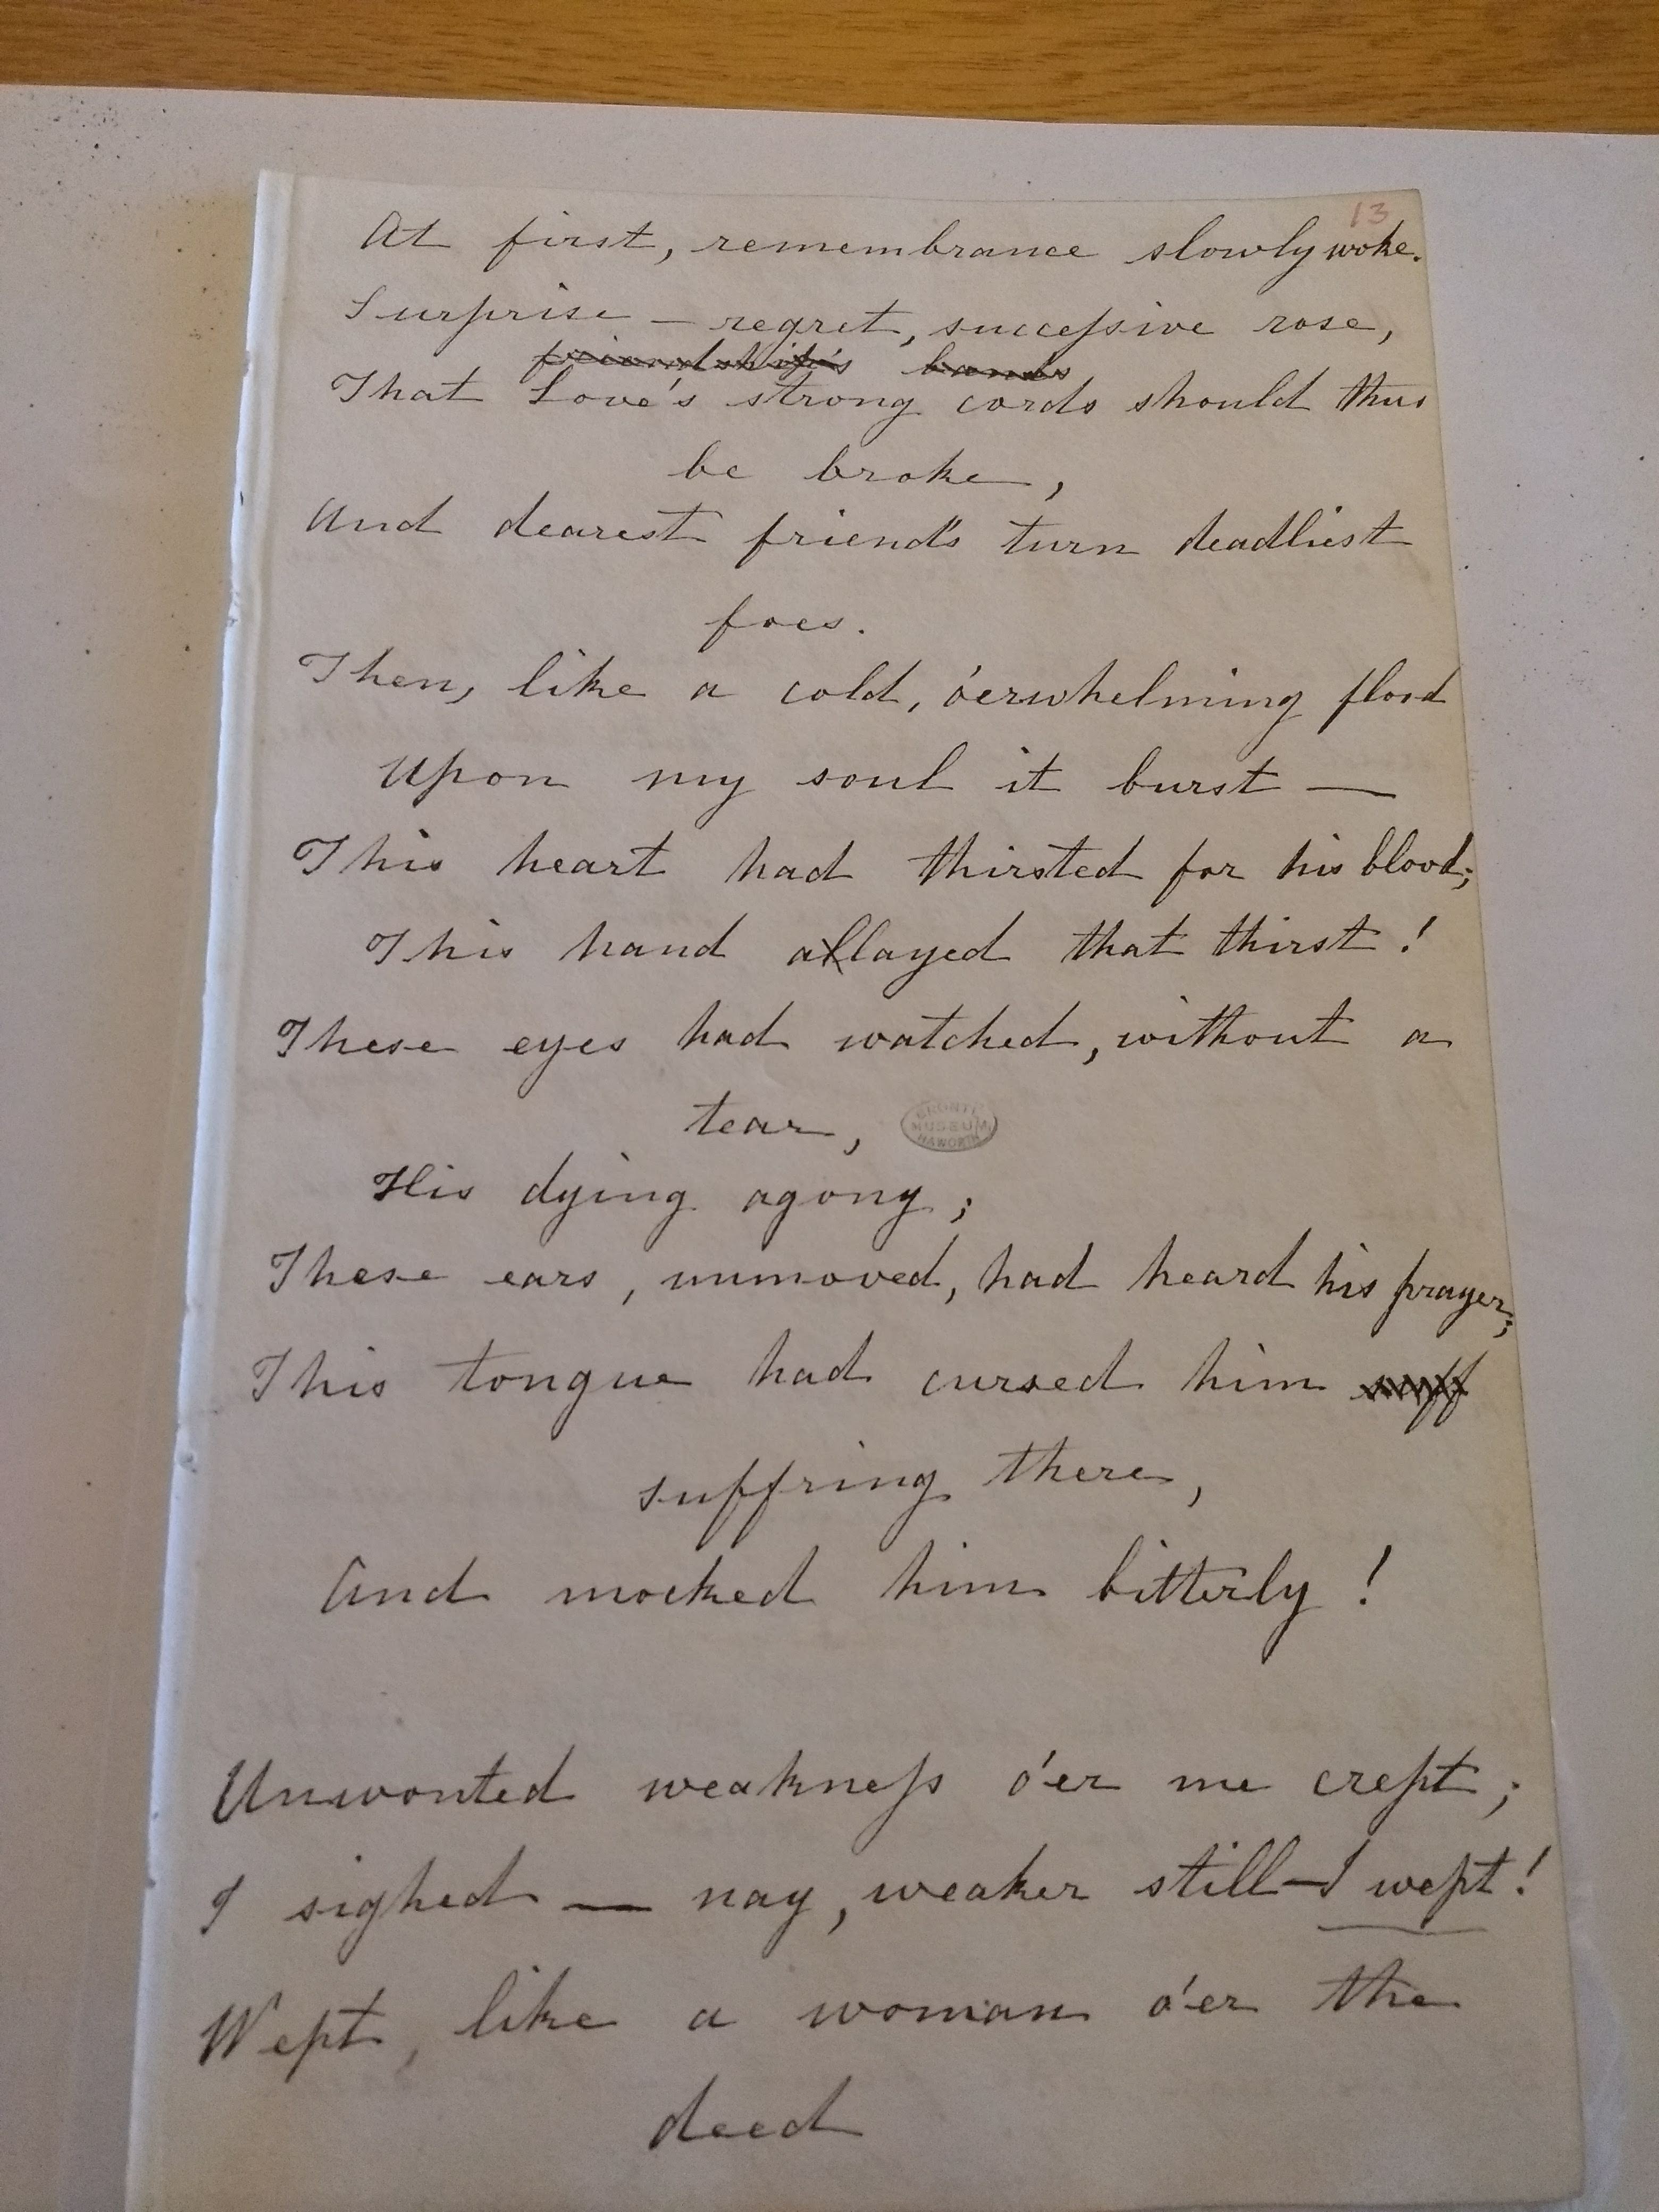 13
At first, remembrance slowly woke.
Surprise — regret, succeſsive rose,
friendship's bands
That Love's strong cords should thus
be broke,
And dearest friends turn deadliest
foes.
Then, like a cold, o'erwhelming flood
Upon my soul it burst —
This heart had thirsted for his blood;
This hand allayed that thirst!
These eyes had watched, without a
tear,
BRONTË
MUSEUM
HAWORTH
His dying agony;
These ears, unmoved, had heard his prayer;
This tongue had cursed him suff
suffring there,
And mocked him bitterly!
Unwonted weakneſs o'er me crept;
I sighed — nay, weaker still — I wept!
Wept, like a woman o'er the
deed